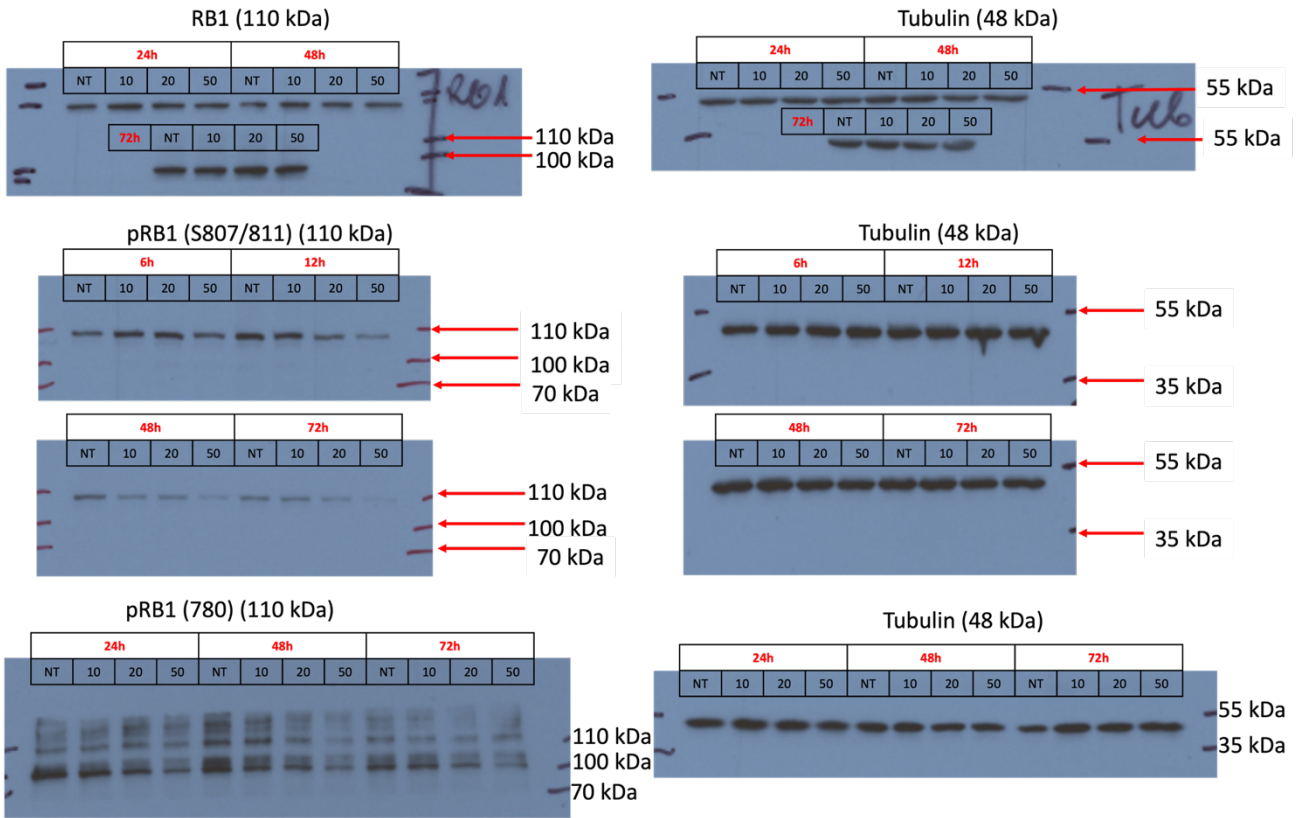 RB1 (110 kDa)
24h 48h
NT 10 20 50 NT 10 20 50
RB1
72h NT 10 20 50
110 kDa
100 kDa
Tubulin (48 kDa)
24h 48h
NT 10 20 50 NT 10 20 50
55 kDa
Tub
72h NT 10 20 50
55 kDa
pRB1 (S807/811) (110 kDa)
6h 12h
NT 10 20 50 NT 10 20 50
110 kDa
100 kDa
70 kDa
Tubulin (48 kDa)
6h 12h
NT 10 20 50 NT 10 20 50
55 kDa
35 kDa
48h 72h
NT 10 20 50 NT 10 20 50
110 kDa
100 kDa
70 kDa
48h 72h
NT 10 20 50 NT 10 20 50
55 kDa
35 kDa
pRB1 (780) (110 kDa)
24h 48h 72h
NT 10 20 50 NT 10 20 50 NT 10 20 50
110 kDa
100 kDa
70 kDa
Tubulin (48 kDa)
24h 48h 72h
NT 10 20 50 NT 10 20 50 NT 10 20 50
55 kDa
35 kDa